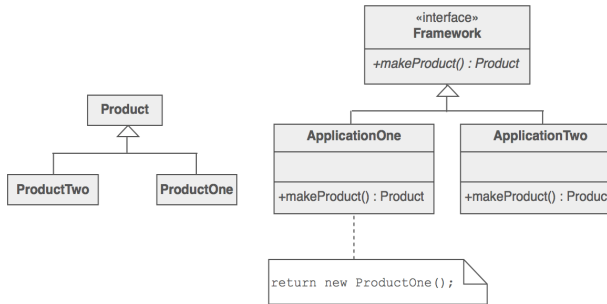 «interface»
Framework
+makeProduct() : Product
Product
ProductTwo
ProductOne
ApplicationOne
+makeProduct() : Product
ApplicationTwo
+makeProduct() : Produc
return new ProductOne();